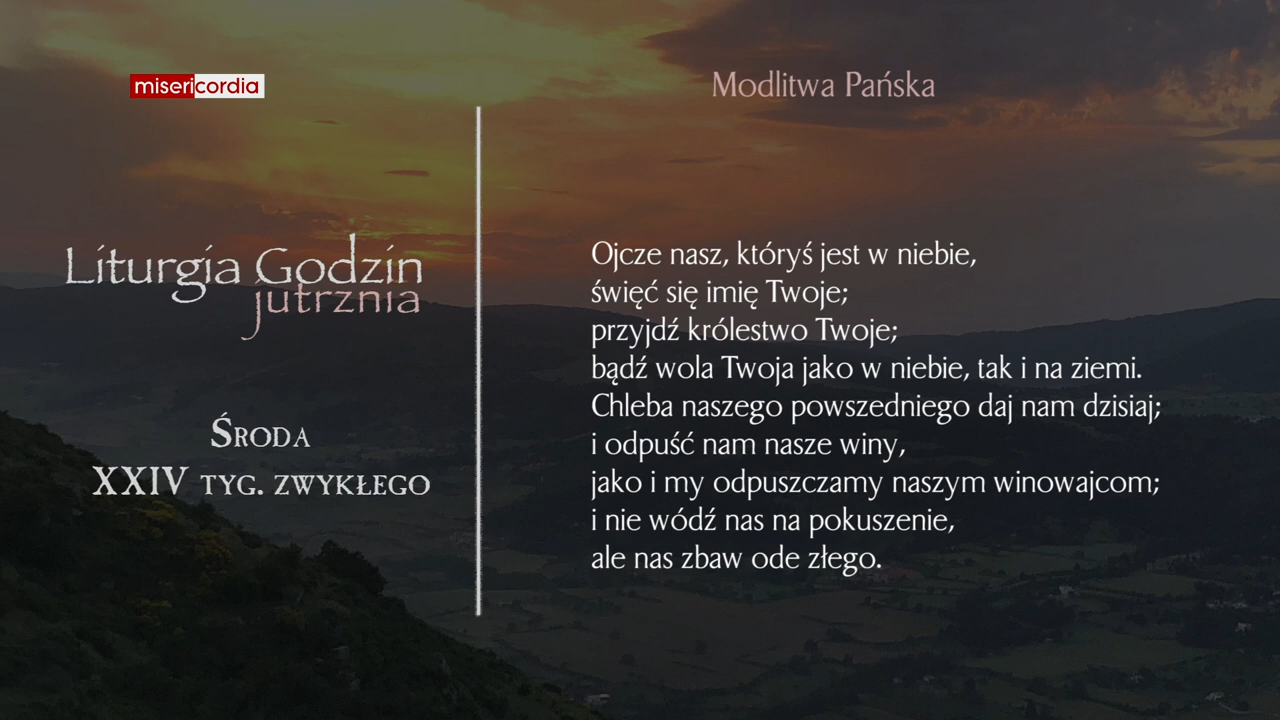 misericordia
Liturgia Godzin
jutrznia
Środa
XXIV tyg. zwykłego
Modlitwa Pańska
Ojcze nasz, któryś jest w niebie,
święć się imię Twoje;
przyjdź królestwo Twoje;
bądź wola Twoja jako w niebie, tak i na ziemi.
Chleba naszego powszedniego daj nam dzisiaj;
i odpuść nam nasze winy,
jako i my odpuszczamy naszym winowajcom;
i nie wódź nas na pokuszenie,
ale nas zbaw ode złego.